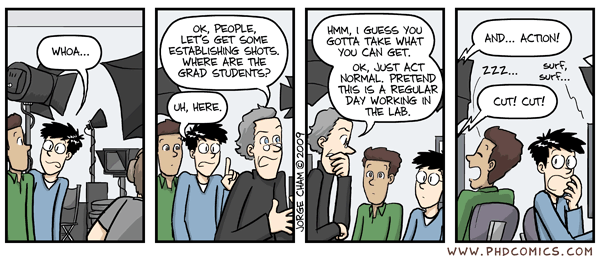 WHOA...
OK, PEOPLE,
LET'S GET SOME
ESTABLISHING SHOTS.
WHERE ARE THE
GRAD STUDENTS?
UH, HERE.
JORGE CHAM © 2009
HMM, I GUESS YOU
GOTTA TAKE WHAT
YOU CAN GET.
OK, JUST ACT
NORMAL. PRETEND
THIS IS A REGULAR
DAY WORKING IN
THE LAB.
AND... ACTION!
ZZZ...
surf,
surf...
CUT! CUT!
WWW.PHDCOMICS.COM